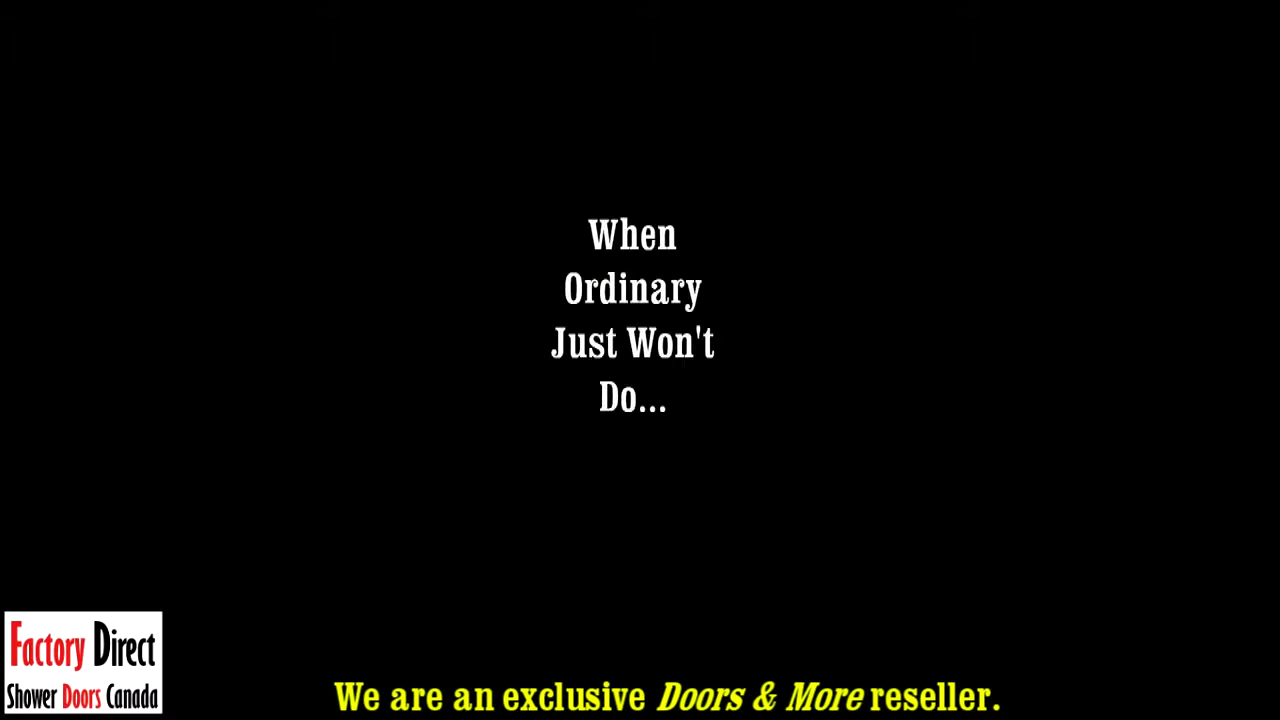 When
Ordinary
Just Won't
Do...
Factory Direct
Shower Doors Canada
We are an exclusive Doors & More reseller.